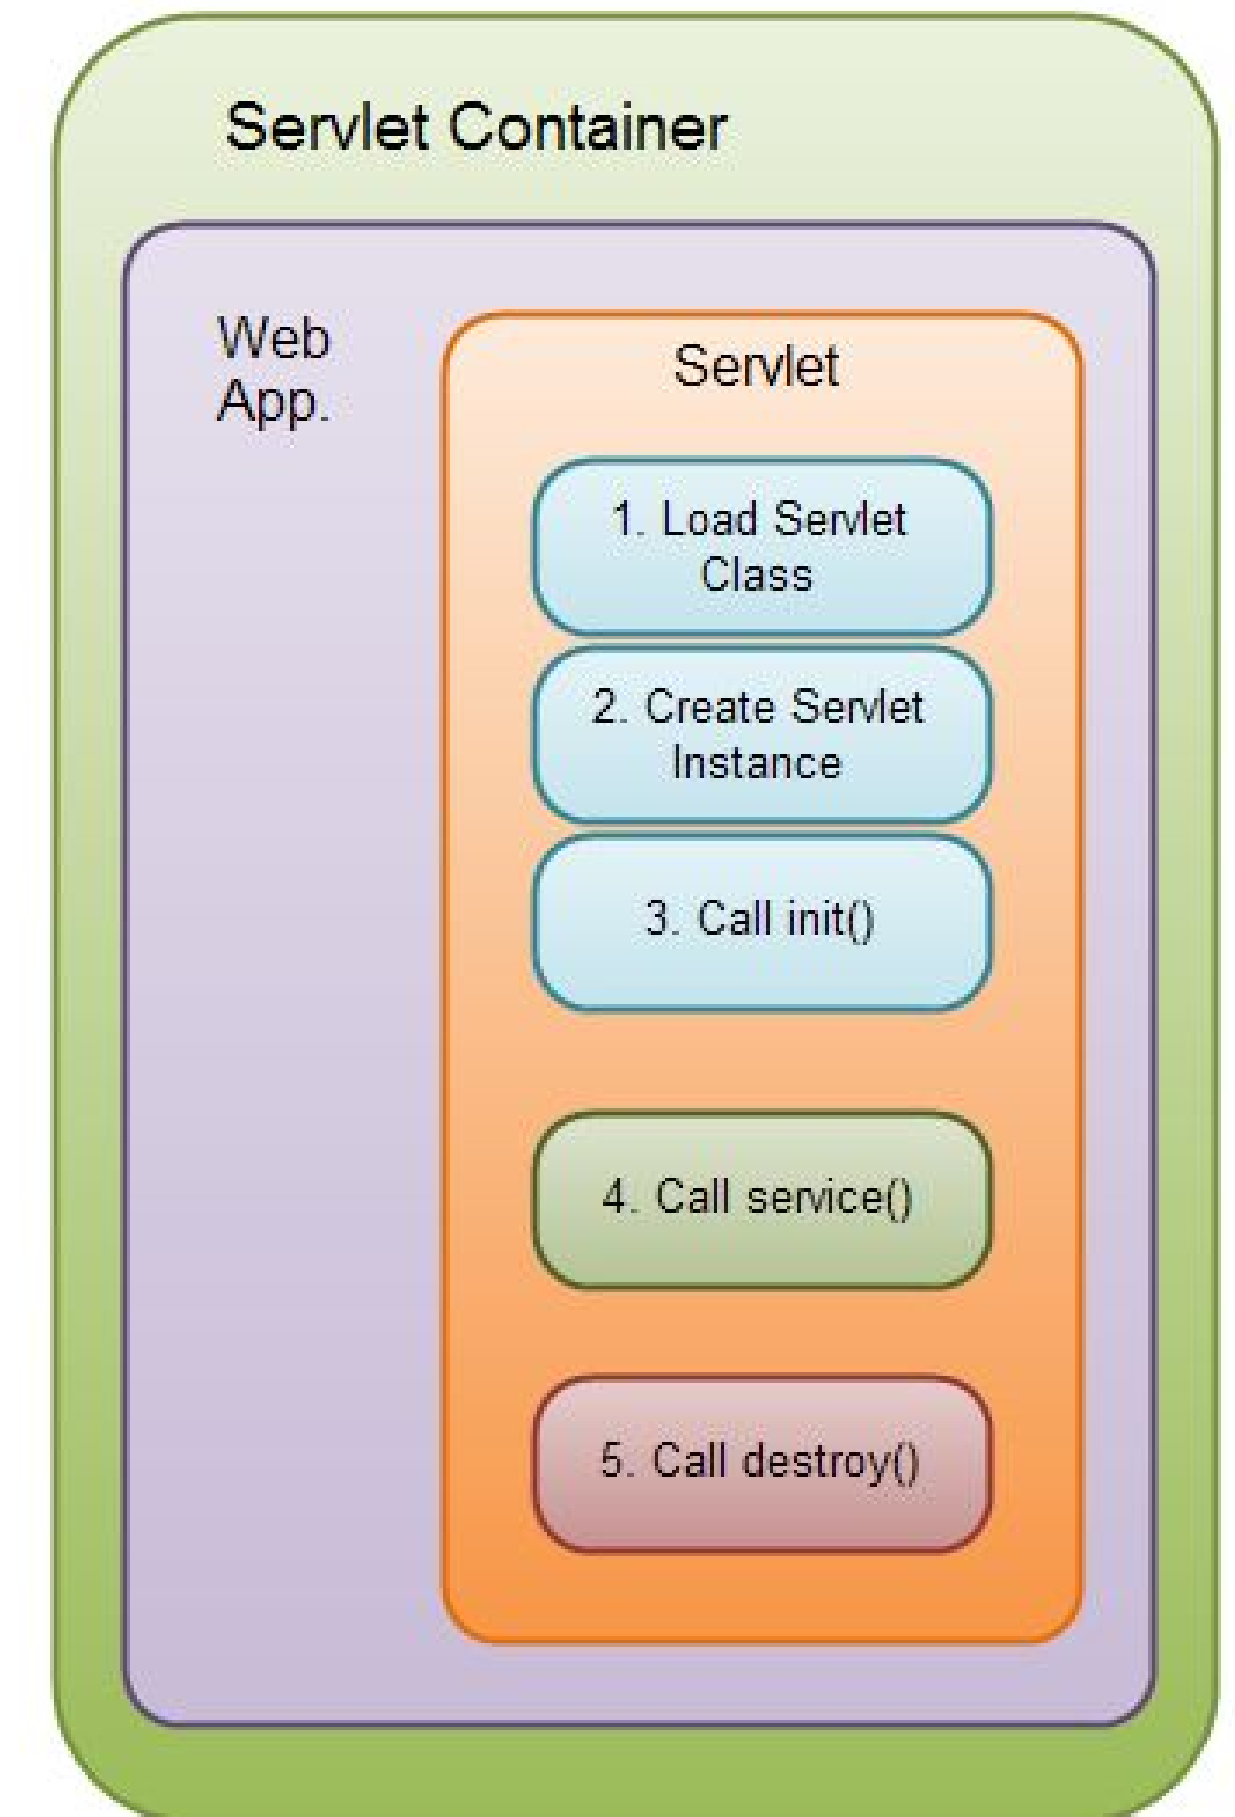 Servlet Container
Web
App.
Servlet
1. Load Servlet
Class
2. Create Servlet
Instance
3. Call init()
4. Call service()
5. Call destroy()